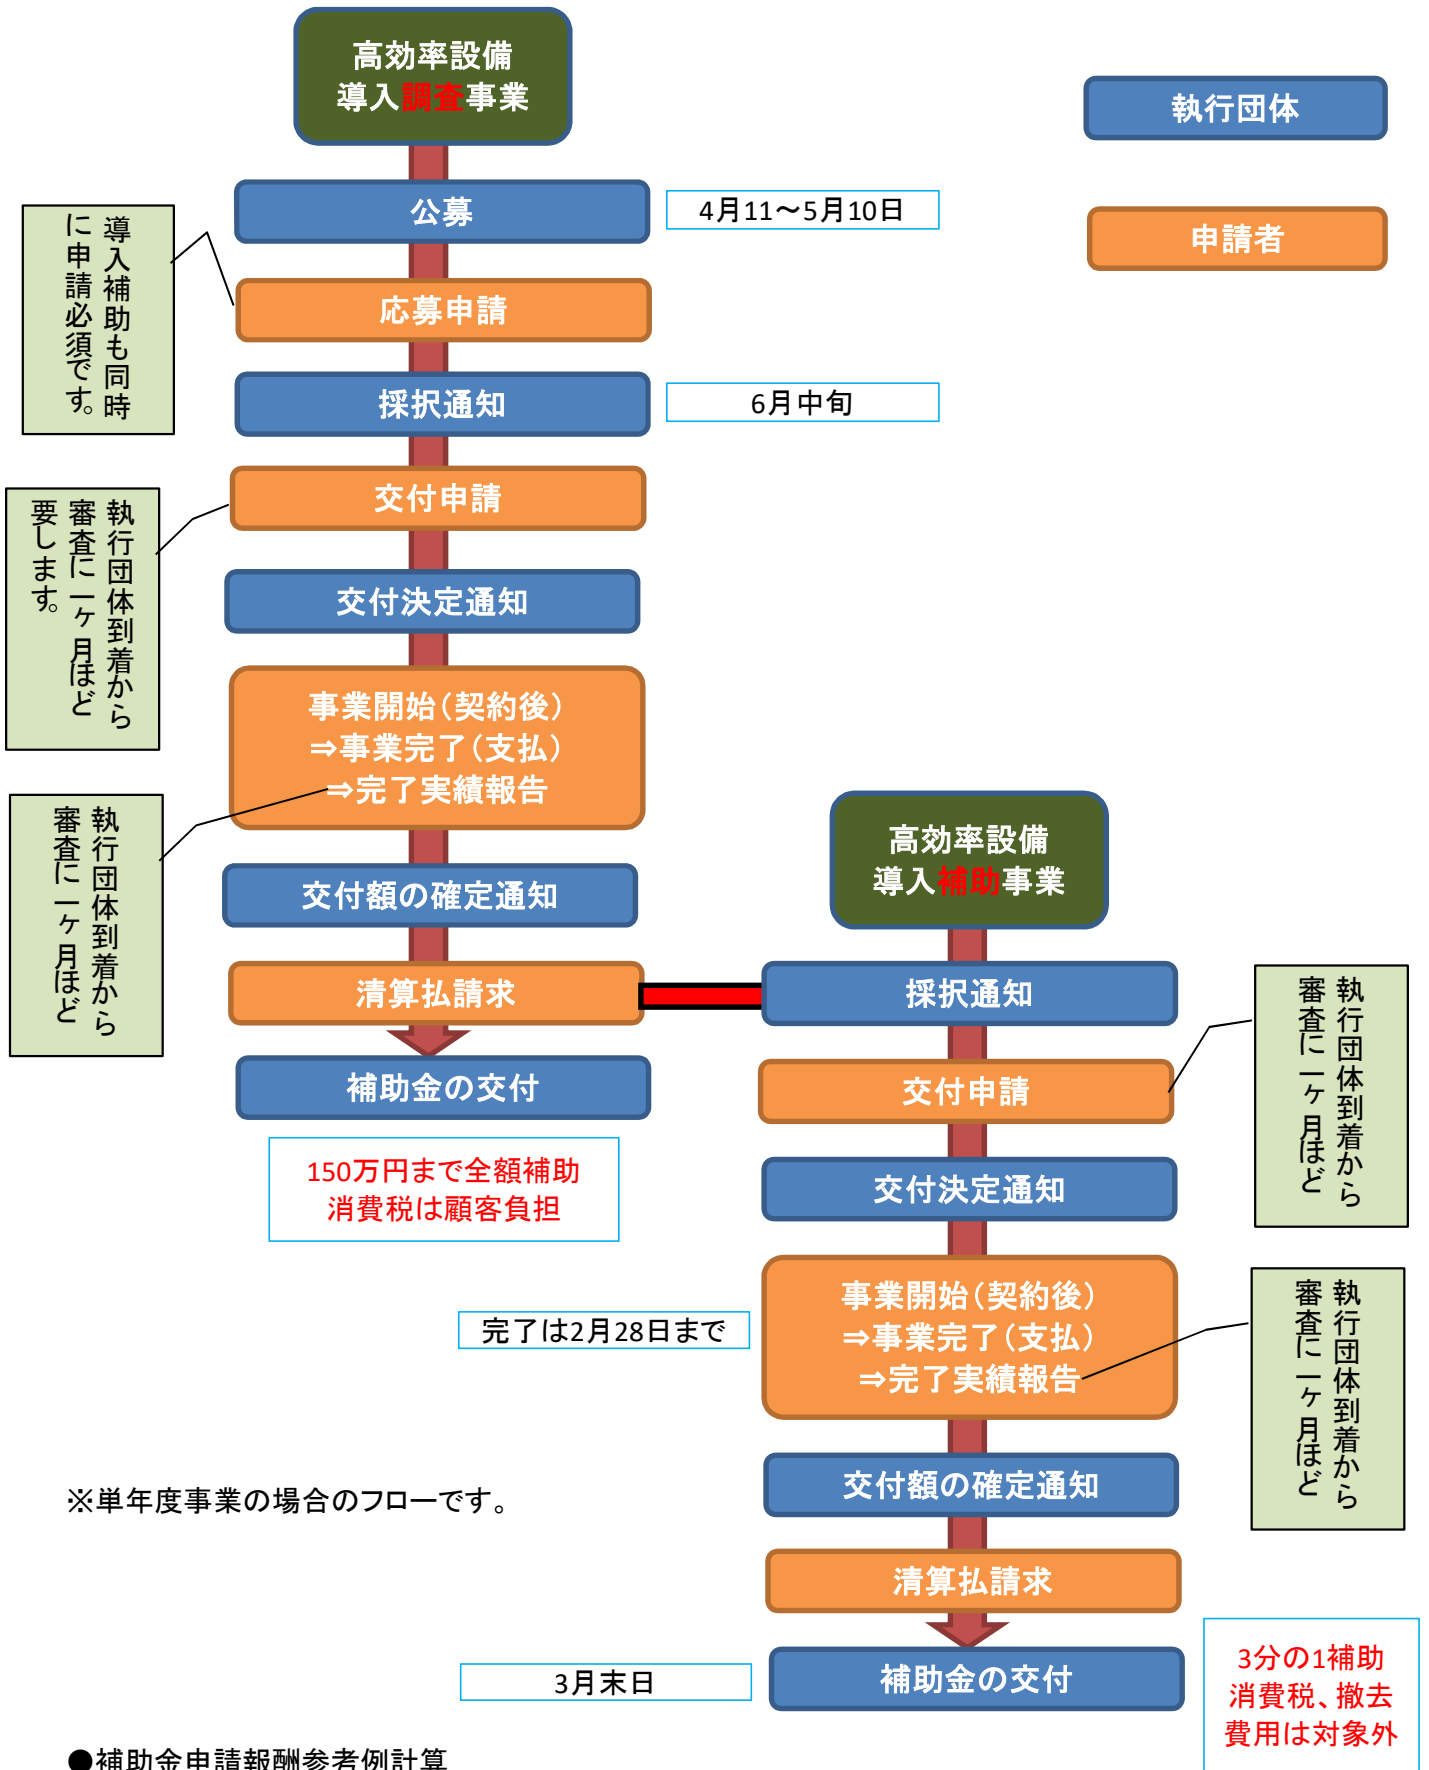 高効率設備
導入調査事業
執行団体
申請者
公募
4月11～5月10日
導入補助も同時
に申請必須です。
応募申請
採択通知
6月中旬
交付申請
執行団体到着から
審査に一ヶ月ほど
要します。
交付決定通知
事業開始（契約後）
⇒事業完了（支払）
⇒完了実績報告
執行団体到着から
審査に一ヶ月ほど
交付額の確定通知
清算払請求
補助金の交付
150万円まで全額補助
消費税は顧客負担
高効率設備
導入補助事業
採択通知
交付申請
執行団体到着から
審査に一ヶ月ほど
交付決定通知
事業開始（契約後）
⇒事業完了（支払）
⇒完了実績報告
完了は2月28日まで
執行団体到着から
審査に一ヶ月ほど
交付額の確定通知
※単年度事業の場合のフローです。
清算払請求
補助金の交付
3月末日
3分の1補助
消費税、撤去
費用は対象外
●補助金申請報酬参考例計算